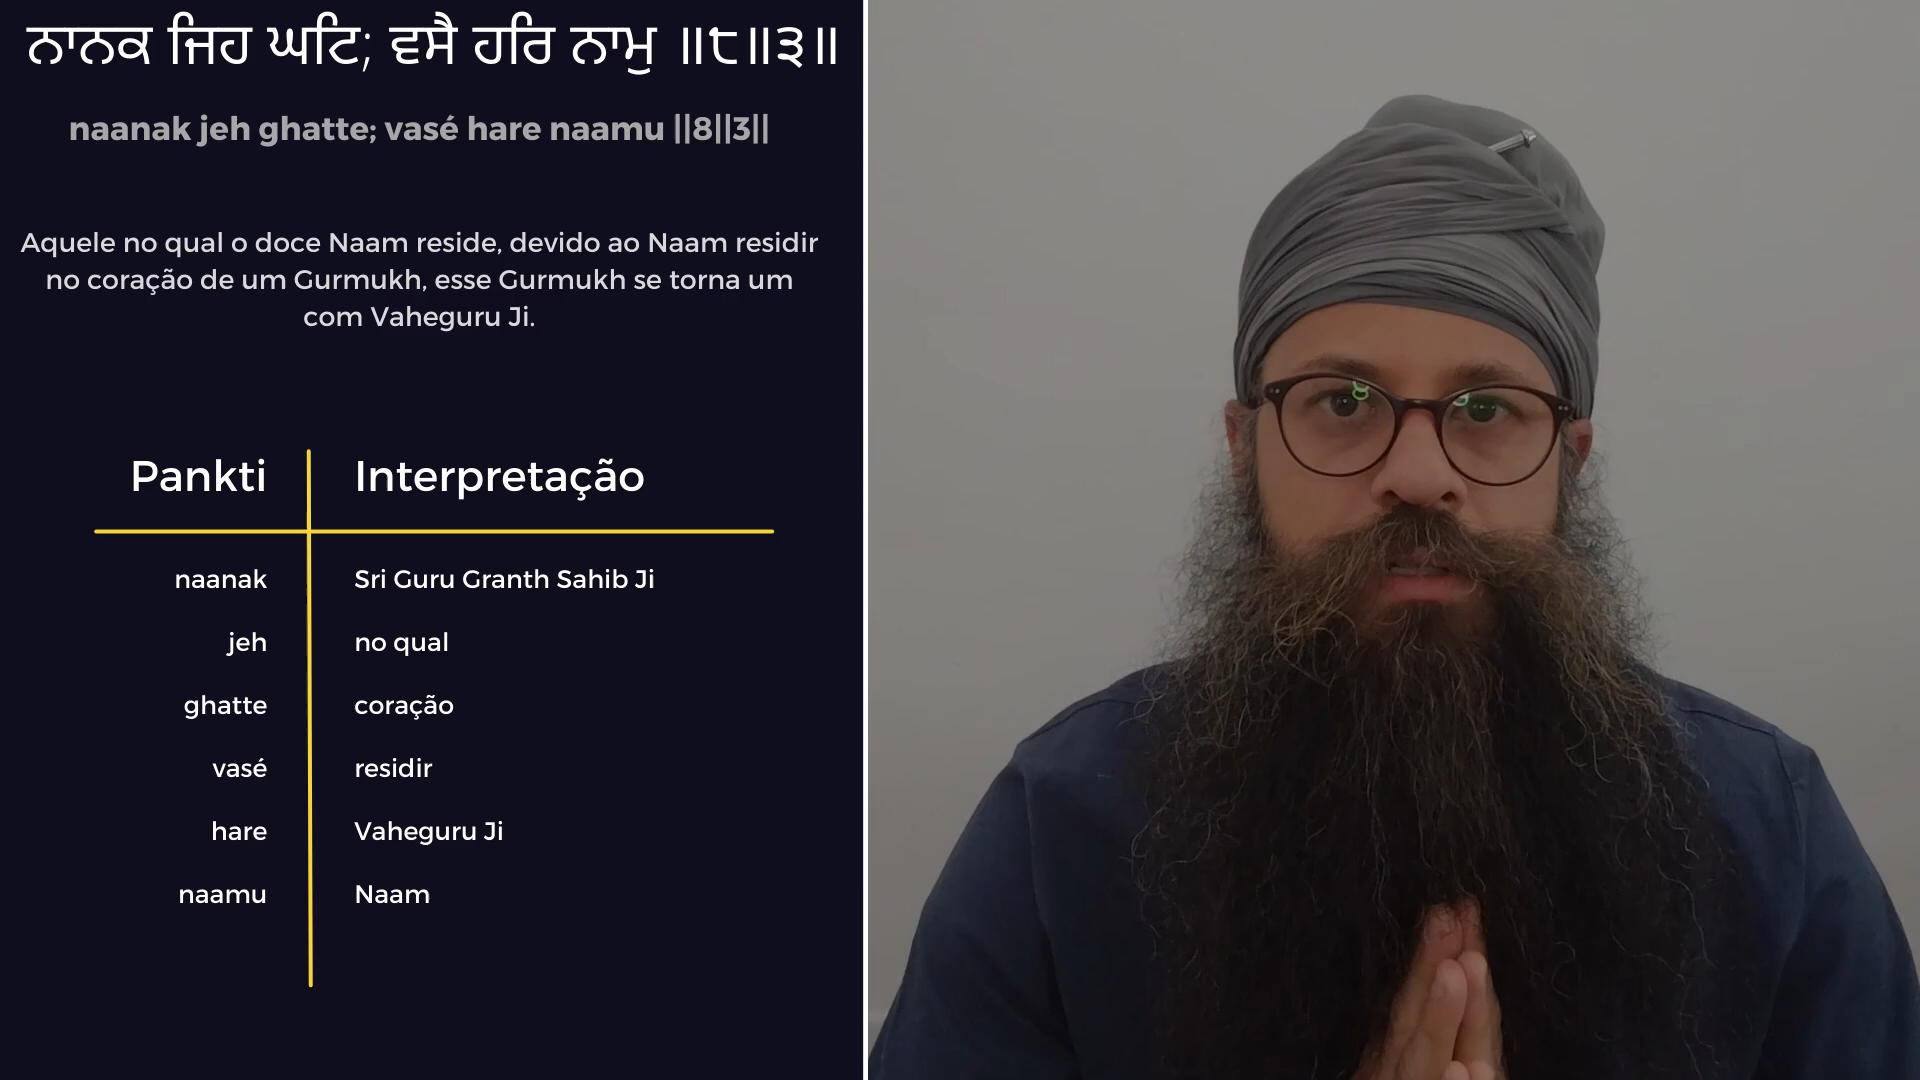 ਨਾਨਕ ਜਿਹ ਘਟਿ; ਵਸੈ ਹਰਿ ਨਾਮੁ ॥੮॥੩॥
naanak jeh ghatte; vasé hare naamu ||8||3||
Aquele no qual o doce Naam reside, devido ao Naam residir
no coração de um Gurmukh, esse Gurmukh se torna um
com Vaheguru Ji.
Pankti Interpretação
naanak Sri Guru Granth Sahib Ji
jeh no qual
ghatte coração
vasé residir
hare Vaheguru Ji
naamu Naam